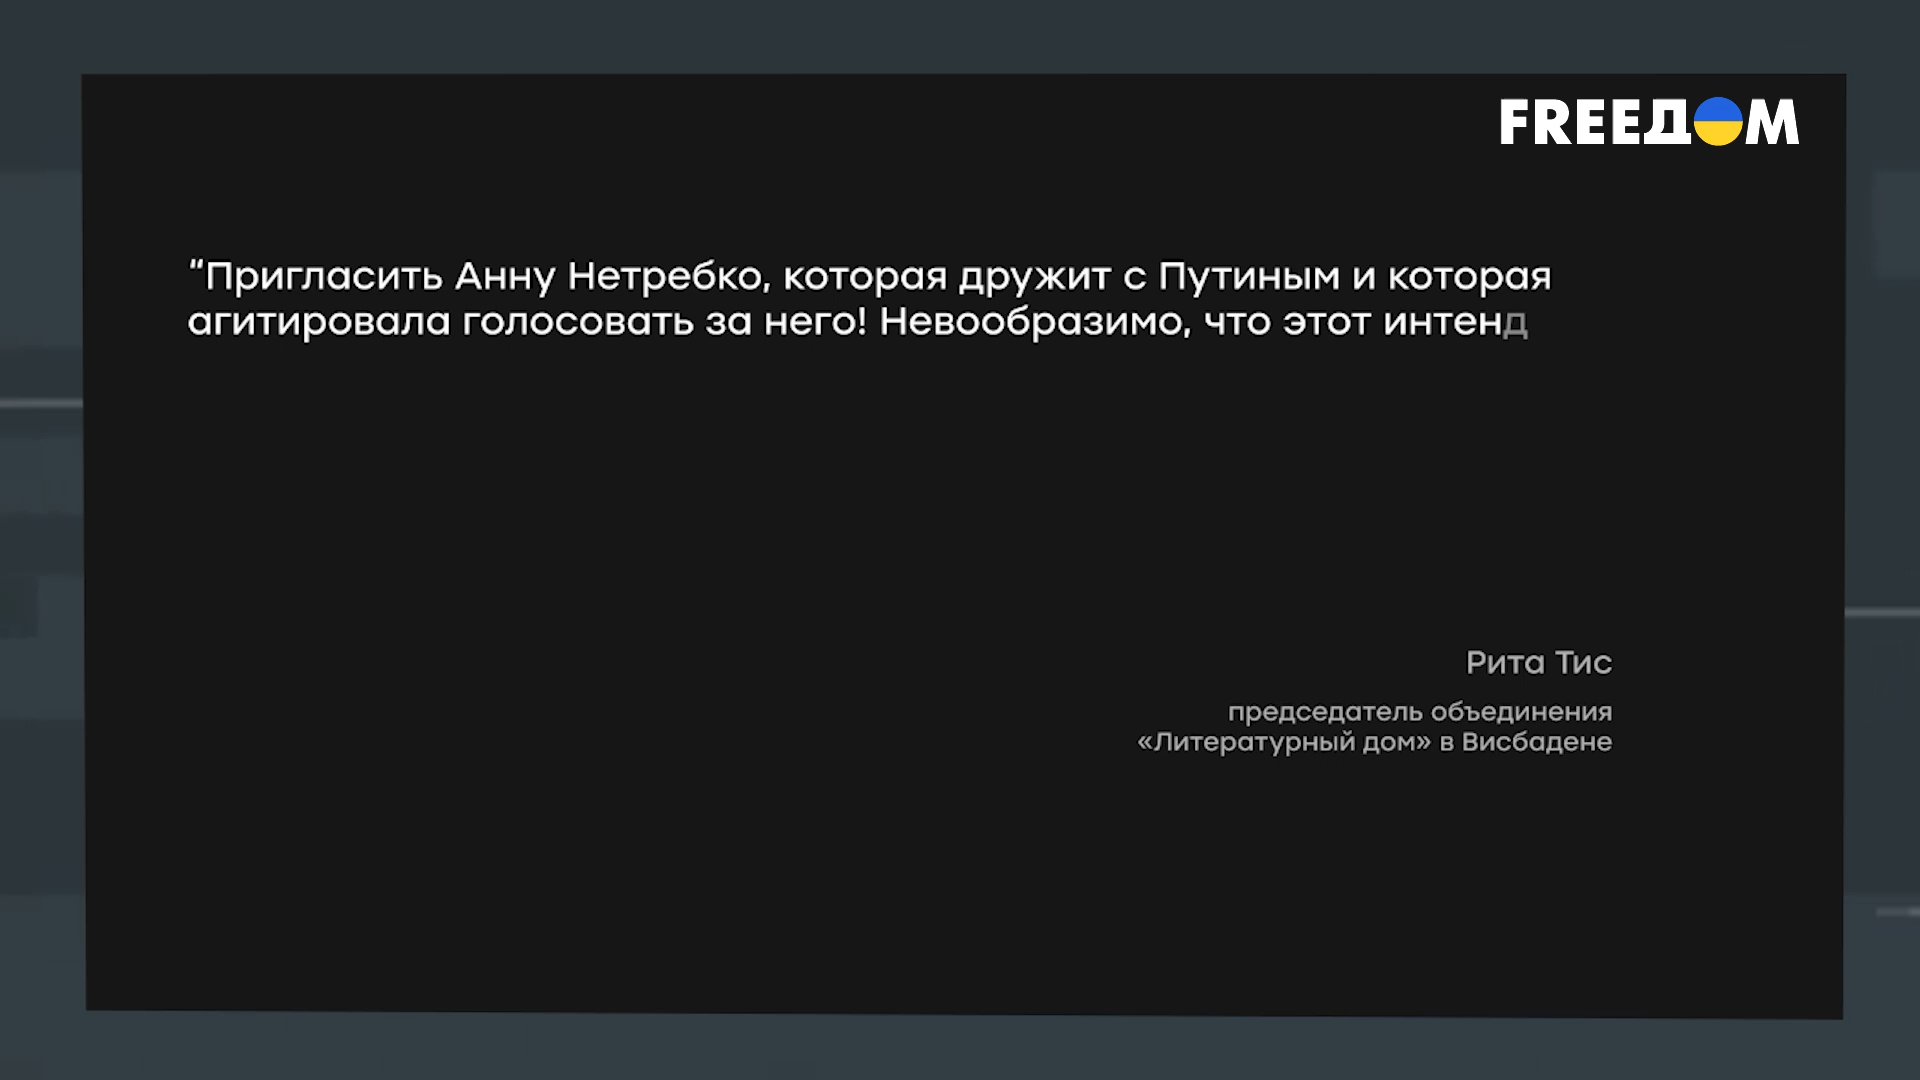 FREEДОМ
“Пригласить Анну Нетребко, которая дружит с Путиным и которая
агитировала голосовать за него! Невообразимо, что этот интенд
Рита Тис
председатель объединения
«Литературный дом» в Висбадене